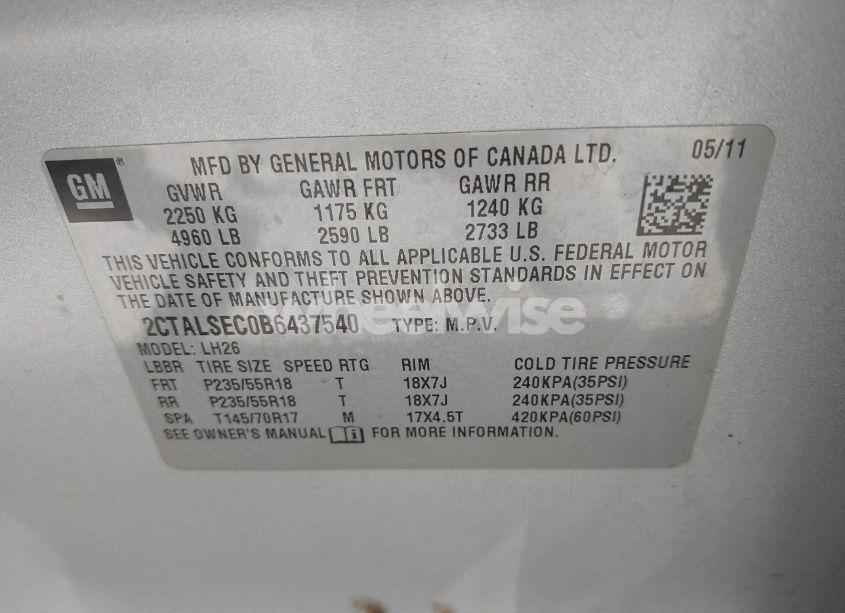 GM
MFD BY GENERAL MOTORS OF CANADA LTD. 05/11
GVWR GAWR FRT GAWR RR
2250 KG 1175 KG 1240 KG
4960 LB 2590 LB 2733 LB
THIS VEHICLE CONFORMS TO ALL APPLICABLE U.S. FEDERAL MOTOR
VEHICLE SAFETY AND THEFT PREVENTION STANDARDS IN EFFECT ON
THE DATE OF MANUFACTURE SHOWN ABOVE.
2CTALSEC0B6437540 TYPE: M.P.V.
MODEL: LH26
LBBR TIRE SIZE SPEED RTG RIM COLD TIRE PRESSURE
FRT P235/55R18 T 18X7J 240KPA(35PSI)
RR P235/55R18 T 18X7J 240KPA(35PSI)
SPA T145/70R17 M 17X4.5T 420KPA(60PSI)
SEE OWNER'S MANUAL FOR MORE INFORMATION.